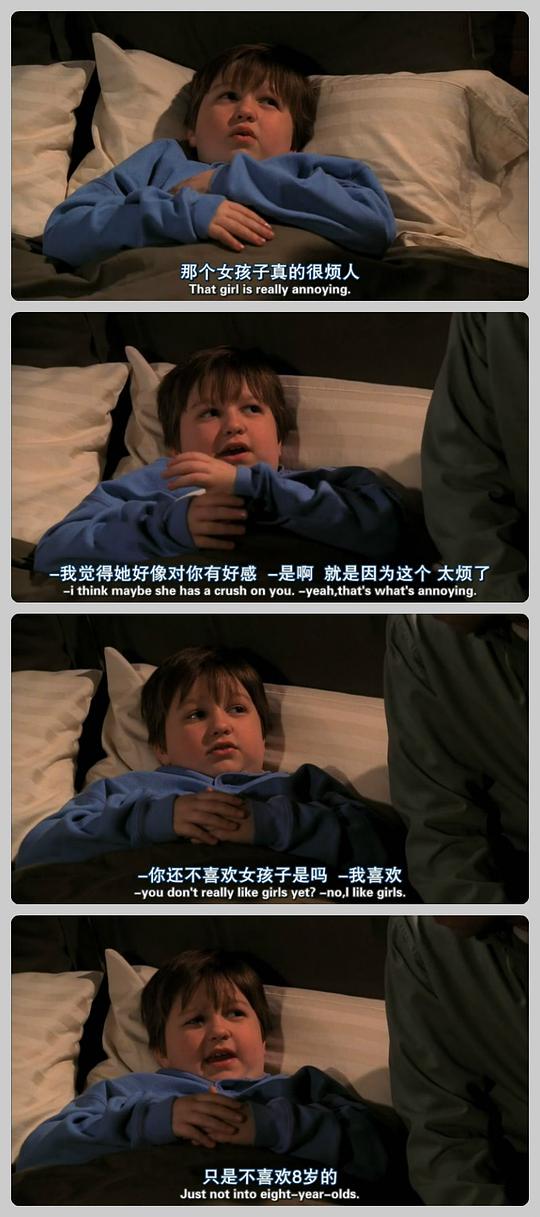 那个女孩子真的很烦人
That girl is really annoying.
-我觉得她好像对你有好感 -是啊 就是因为这个 太烦了
-i think maybe she has a crush on you. -yeah,that's what's annoying.
-你还不喜欢女孩子是吗 -我喜欢
-you don't really like girls yet? -no,I like girls.
只是不喜欢8岁的
Just not into eight-year-olds.